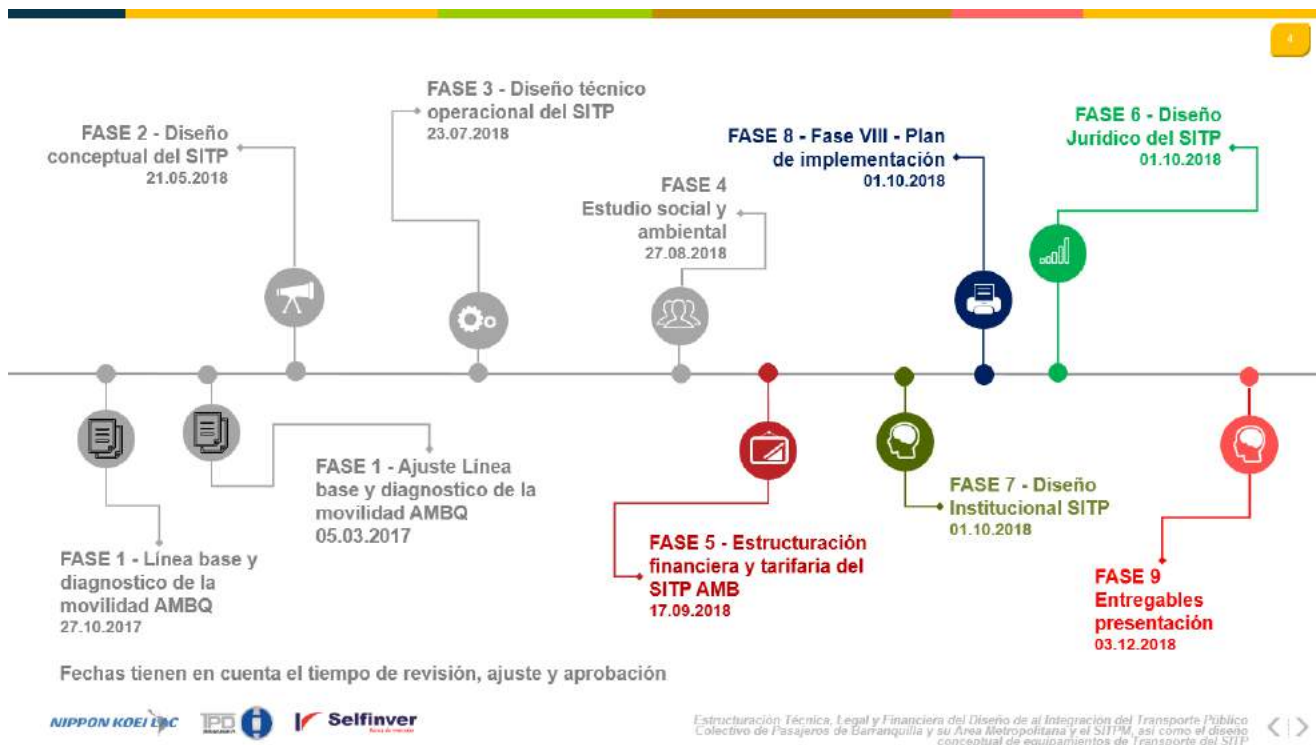 4
FASE 2 - Diseño
conceptual del SITP
21.05.2018
FASE 3 - Diseño técnico
operacional del SITP
23.07.2018
FASE 4
Estudio social y
ambiental
27.08.2018
FASE 8 - Fase VIII - Plan
de implementación
01.10.2018
FASE 6 - Diseño
Jurídico del SITP
01.10.2018
FASE 1 - Línea base y
diagnostico de la
movilidad AMBQ
27.10.2017
FASE 1 - Ajuste Línea
base y diagnostico de la
movilidad AMBQ
05.03.2017
FASE 5 - Estructuración
financiera y tarifaria del
SITP AMB
17.09.2018
FASE 7 - Diseño
Institucional SITP
01.10.2018
FASE 9
Entregables
presentación
03.12.2018
Fechas tienen en cuenta el tiempo de revisión, ajuste y aprobación
NIPPON KOEI LAC
TPD
Selfinver
Estructuración Técnica, Legal y Financiera del Diseño de al Integración del Transporte Público
Colectivo de Pasajeros de Barranquilla y su Area Metropolitana y el SITPM, así como el diseño
conceptual de equipamientos de Transporte del SITP